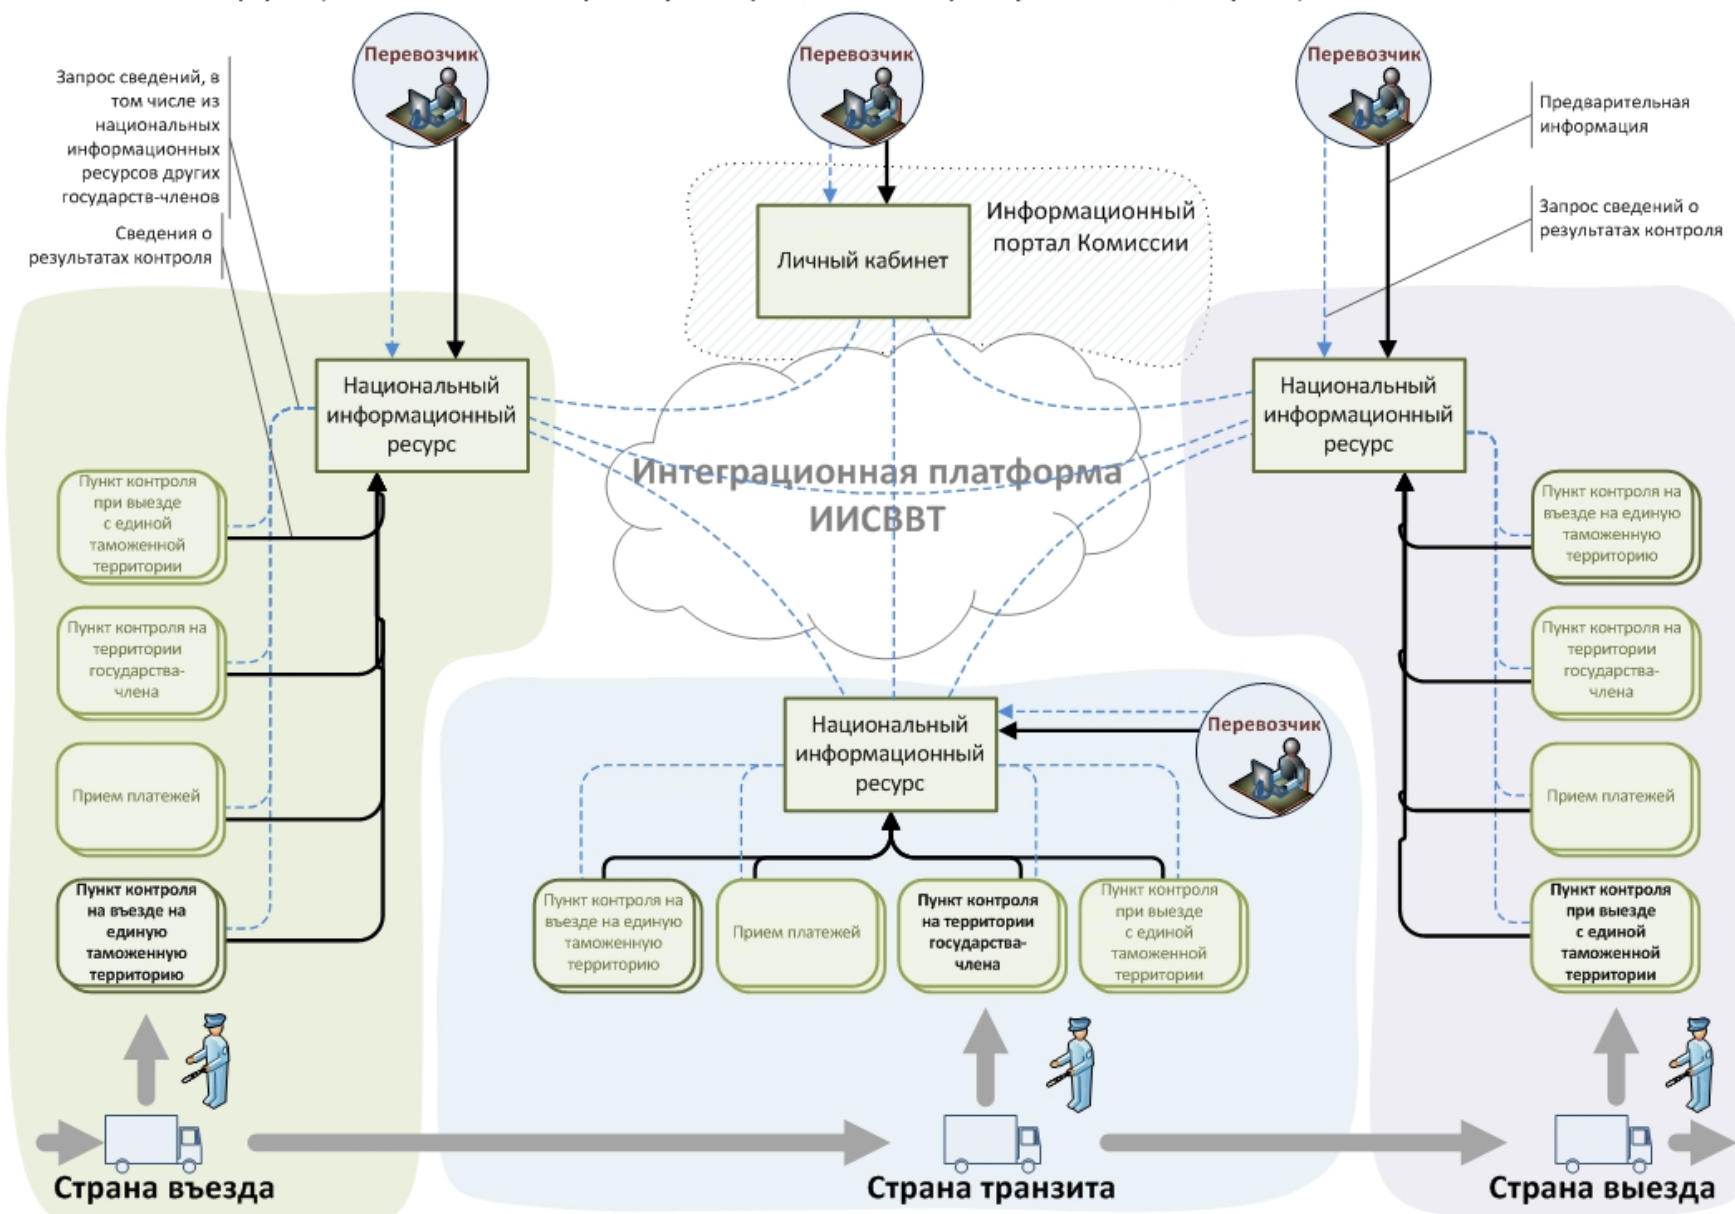 Перевозчик
Перевозчик
Перевозчик
Запрос сведений, в
том числе из
национальных
информационных
ресурсов других
государств-членов
Сведения о
результатах контроля
Предварительная
информация
Запрос сведений о
результатах контроля
Информационный
портал Комиссии
Личный кабинет
Национальный
информационный
ресурс
Национальный
информационный
ресурс
Интеграционная платформа
ИИСВВТ
Пункт контроля
при выезде
с единой
таможенной
территории
Пункт контроля на
территории
государства-
члена
Прием платежей
Пункт контроля
на въезде на
единую
таможенную
территорию
Национальный
информационный
ресурс
Перевозчик
Пункт контроля на
въезде на единую
таможенную
территорию
Прием платежей
Пункт контроля
на территории
государства-
члена
Пункт контроля
при выезде
с единой
таможенной
территории
Пункт контроля на
въезде на единую
таможенную
территорию
Пункт контроля на
территории
государства-
члена
Прием платежей
Пункт контроля
при выезде
с единой
таможенной
территории
Страна въезда
Страна транзита
Страна выезда